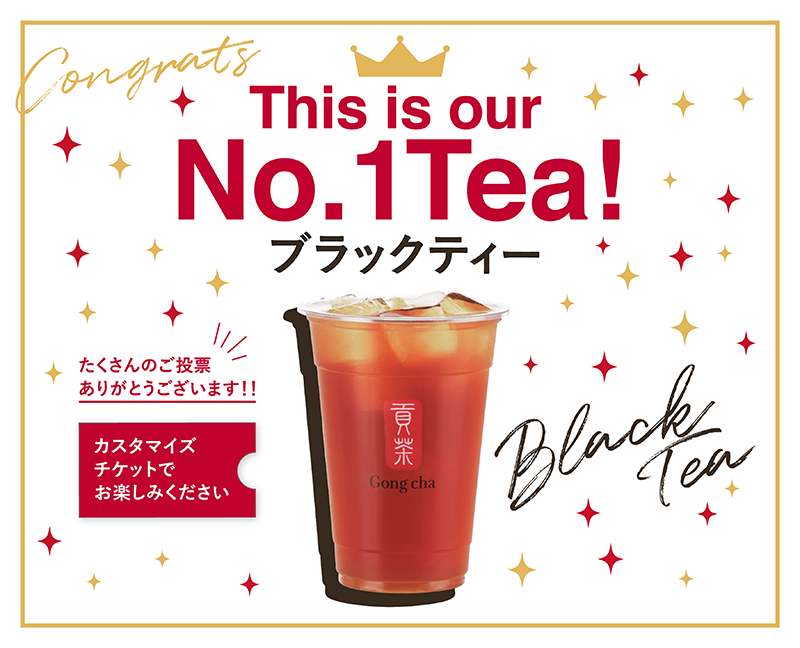 Congrats
This is our
No.1Tea!
ブラックティー
たくさんのご投票
ありがとうございます!!
カスタマイズ
チケットで
お楽しみください
貢茶
Gong cha
Black
Tea